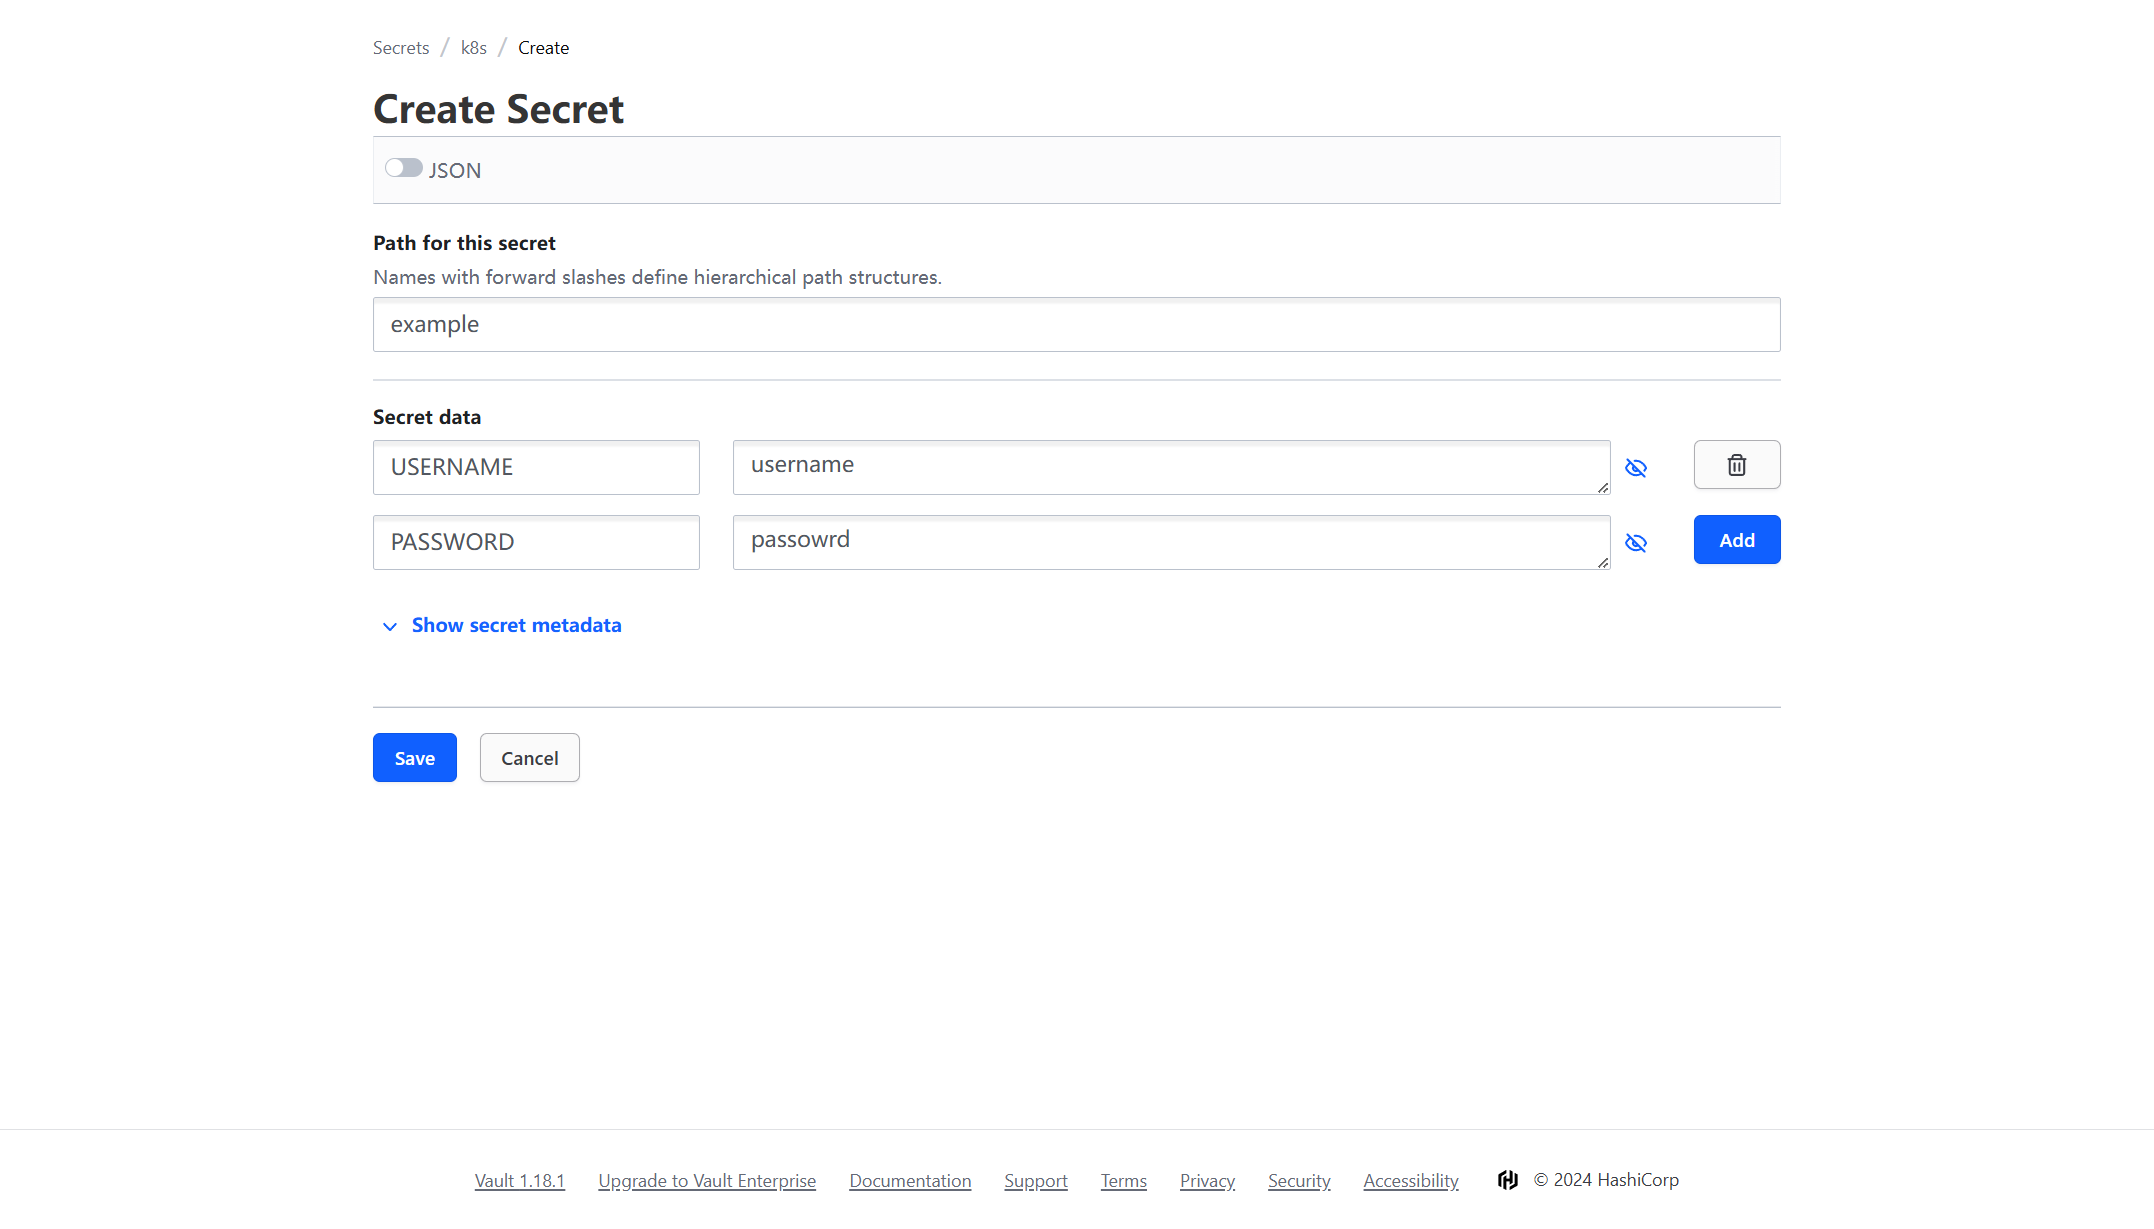 Secrets / k8s / Create
Create Secret
JSON
Path for this secret
Names with forward slashes define hierarchical path structures.
example
Secret data
USERNAME username
PASSWORD passowrd Add
Show secret metadata
Save Cancel
Vault 1.18.1 Upgrade to Vault Enterprise Documentation Support Terms Privacy Security Accessibility © 2024 HashiCorp